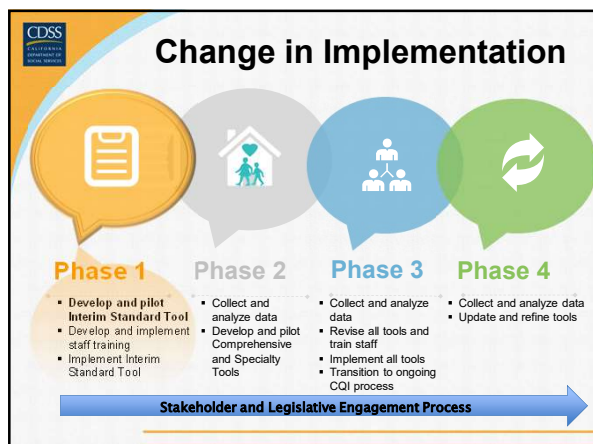 CDSS
CALIFORNIA
DEPARTMENT OF
SOCIAL SERVICES
Change in Implementation
Phase 1
▪ Develop and pilot
Interim Standard Tool
▪ Develop and implement
staff training
▪ Implement Interim
Standard Tool
Phase 2
▪ Collect and
analyze data
▪ Develop and pilot
Comprehensive
and Specialty
Tools
Phase 3
▪ Collect and analyze
data
▪ Revise all tools and
train staff
▪ Implement all tools
▪ Transition to ongoing
CQI process
Phase 4
▪ Collect and analyze data
▪ Update and refine tools
Stakeholder and Legislative Engagement Process